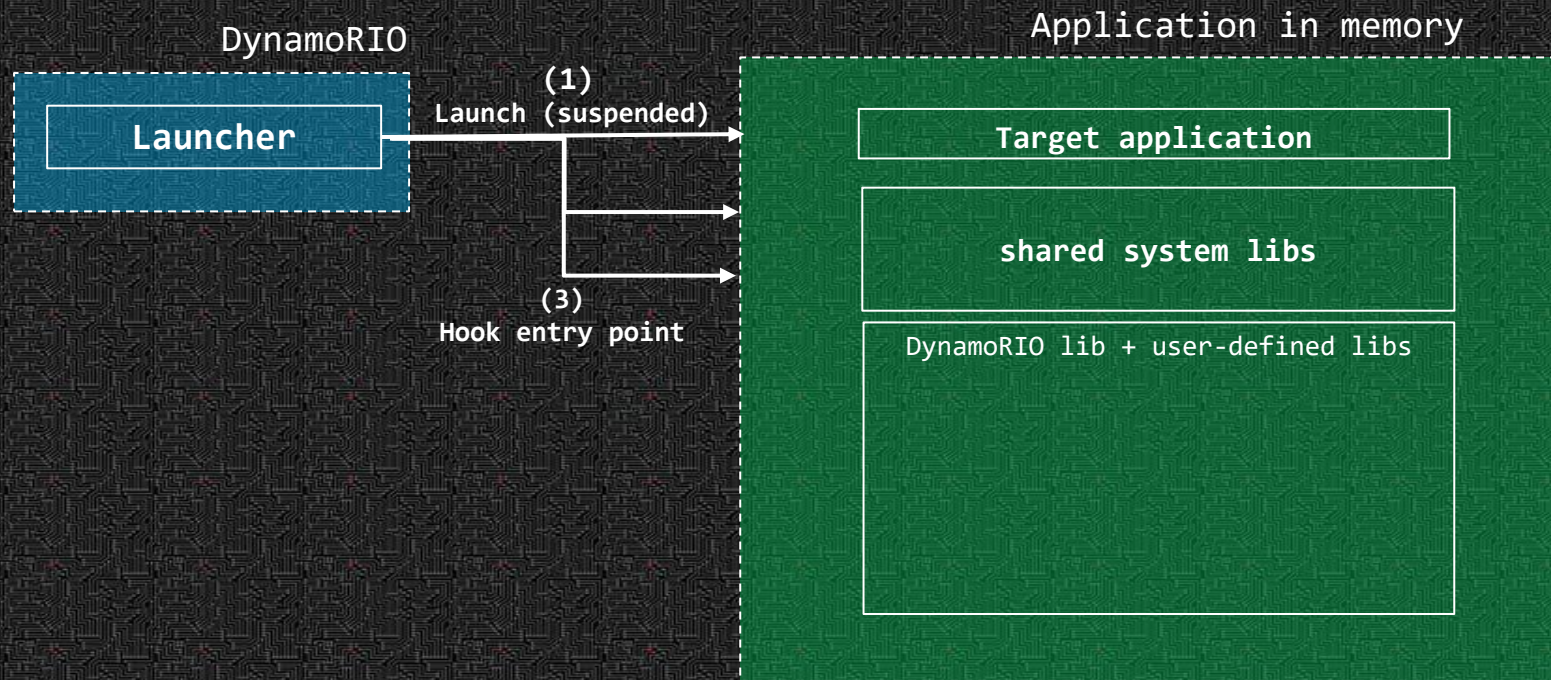 DynamoRIO
Application in memory
Launcher
(1)
Launch (suspended)
Target application
shared system libs
(3)
Hook entry point
DynamoRIO lib + user-defined libs